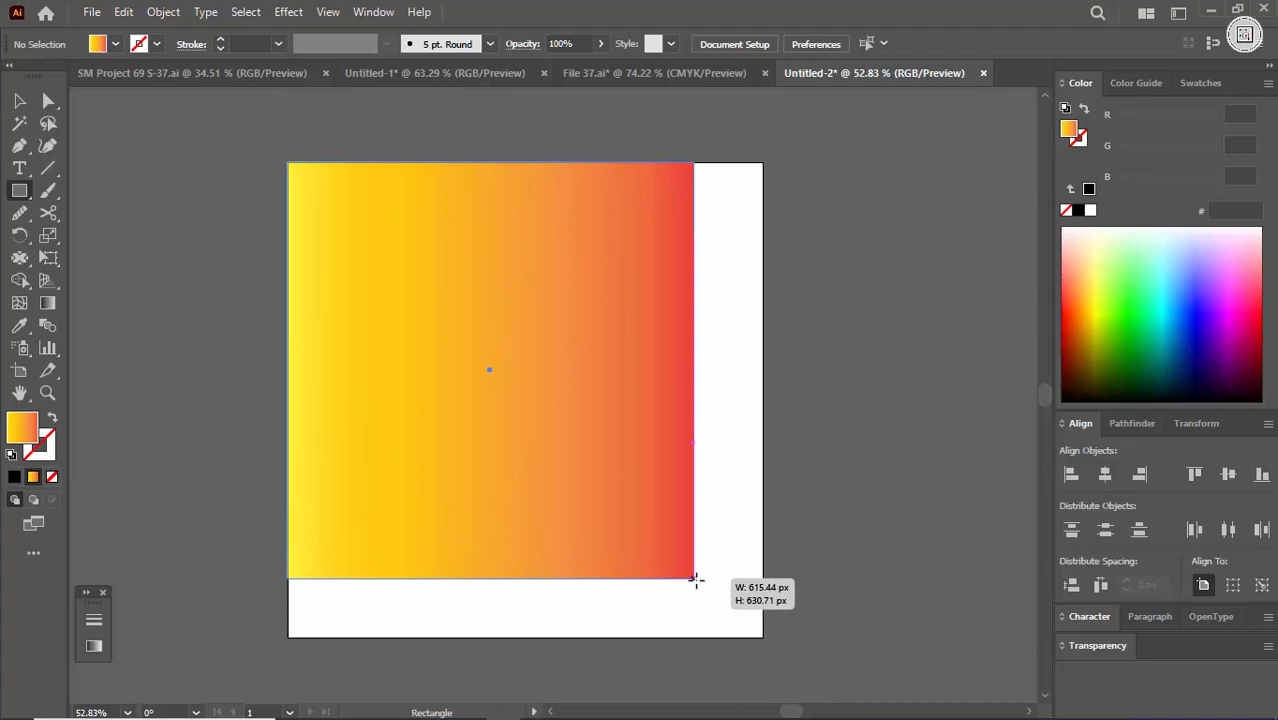 Ai File Edit Object Type Select Effect View Window Help
No Selection Stroke: 5 pt. Round Opacity: 100% Style: Document Setup Preferences
SM Project 69 S-37.ai @ 34.51 % (RGB/Preview) Untitled-1* @ 63.29 % (RGB/Preview) File 37.ai* @ 74.22 % (CMYK/Preview) Untitled-2* @ 52.83 % (RGB/Preview)
Color Color Guide Swatches
R
G
B
#
Align Pathfinder Transform
Align Objects:
Distribute Objects:
Distribute Spacing: Align To:
0 px
W: 615.44 px
H: 630.71 px
Character Paragraph OpenType
Transparency
52.83% 0° 1 Rectangle